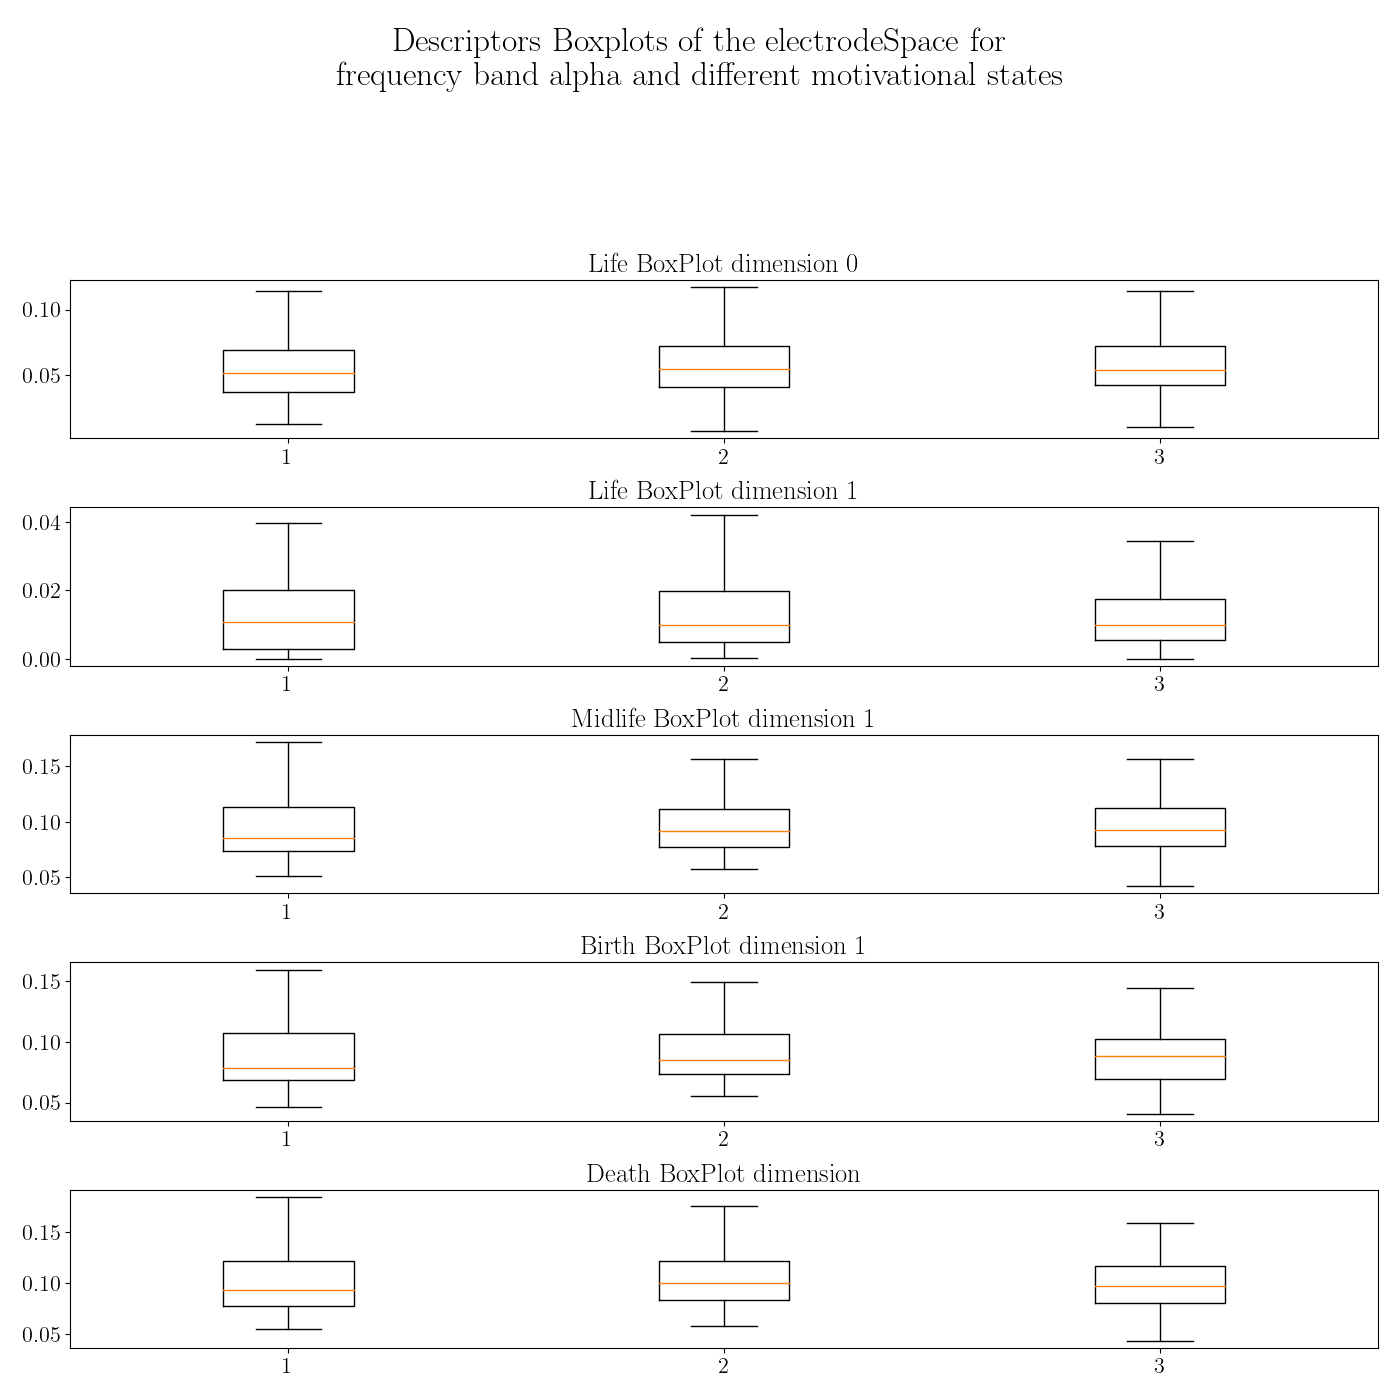 Descriptors Boxplots of the electrodeSpace for
frequency band alpha and different motivational states
Life BoxPlot dimension 0
0.10
0.05
1 2 3
Life BoxPlot dimension 1
0.04
0.02
0.00
1 2 3
Midlife BoxPlot dimension 1
0.15
0.10
0.05
1 2 3
Birth BoxPlot dimension 1
0.15
0.10
0.05
1 2 3
Death BoxPlot dimension
0.15
0.10
0.05
1 2 3